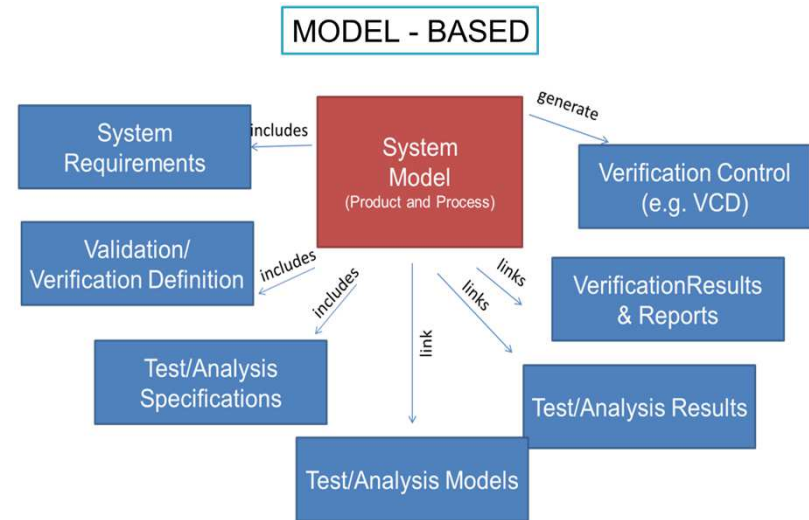 MODEL - BASED
System
Requirements
includes
System
Model
(Product and Process)
generate
Verification Control
(e.g. VCD)
Validation/
Verification Definition
includes
includes
link
links
links
VerificationResults
& Reports
Test/Analysis
Specifications
Test/Analysis Results
Test/Analysis Models